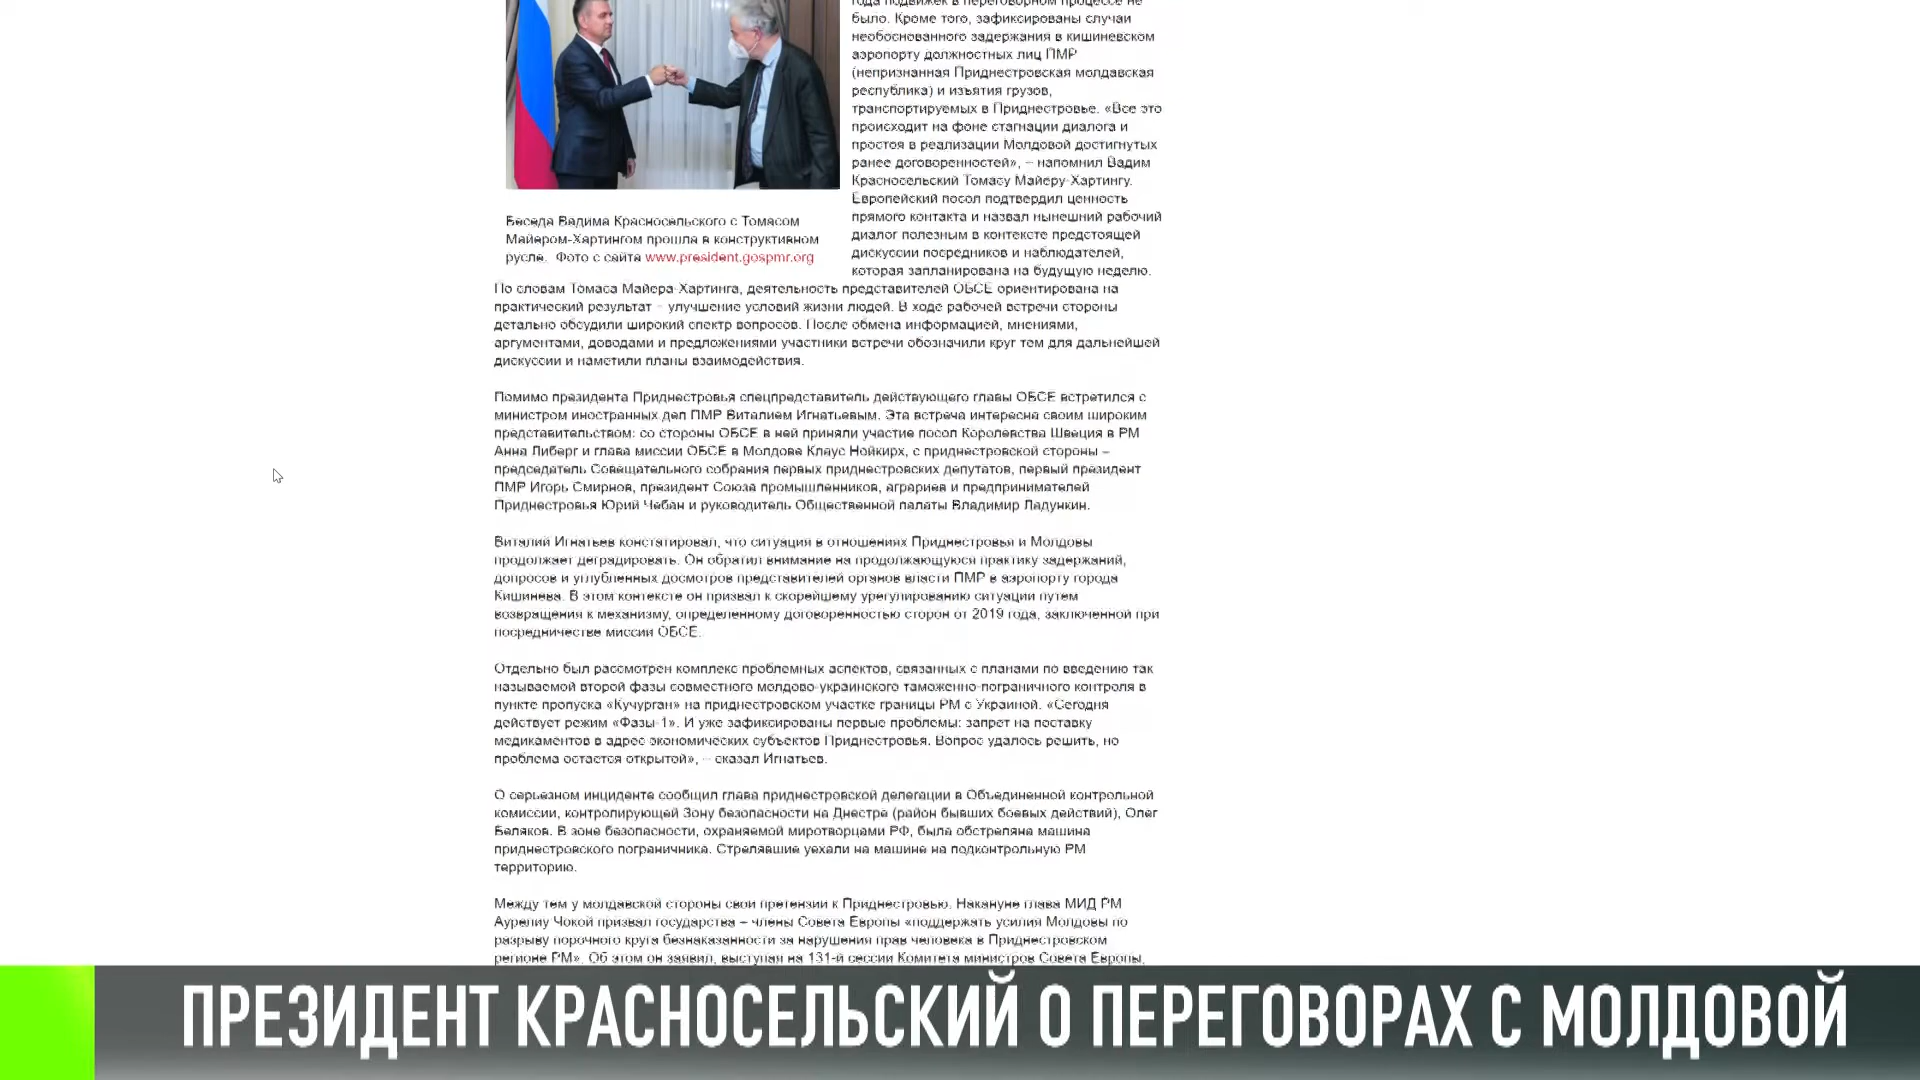 года подвижек в переговорном процессе не
было. Кроме того, зафиксированы случаи
необоснованного задержания в кишиневском
аэропорту должностных лиц ПМР
(непризнанная Приднестровская молдавская
республика) и изъятия грузов,
транспортируемых в Приднестровье. «Все это
происходит на фоне стагнации диалога и
простоя в реализации Молдовой достигнутых
ранее договоренностей», – напомнил Вадим
Красносельский Томасу Майеру-Хартингу.
Европейский посол подтвердил ценность
прямого контакта и назвал нынешний рабочий
диалог полезным в контексте предстоящей
дискуссии посредников и наблюдателей,
которая запланирована на будущую неделю.
Беседа Вадима Красносельского с Томасом
Майером-Хартингом прошла в конструктивном
русле. Фото с сайта www.president.gospmr.org
По словам Томаса Майера-Хартинга, деятельность представителей ОБСЕ ориентирована на
практический результат – улучшение условий жизни людей. В ходе рабочей встречи стороны
детально обсудили широкий спектр вопросов. После обмена информацией, мнениями,
аргументами, доводами и предложениями участники встречи обозначили круг тем для дальнейшей
дискуссии и наметили планы взаимодействия.
Помимо президента Приднестровья спецпредставитель действующего главы ОБСЕ встретился с
министром иностранных дел ПМР Виталием Игнатьевым. Эта встреча интересна своим широким
представительством: со стороны ОБСЕ в ней приняли участие посол Королевства Швеция в РМ
Анна Либерг и глава миссии ОБСЕ в Молдове Клаус Нойкирх, с приднестровской стороны –
председатель Совещательного собрания первых приднестровских депутатов, первый президент
ПМР Игорь Смирнов, президент Союза промышленников, аграриев и предпринимателей
Приднестровья Юрий Чебан и руководитель Общественной палаты Владимир Ладункин.
Виталий Игнатьев констатировал, что ситуация в отношениях Приднестровья и Молдовы
продолжает деградировать. Он обратил внимание на продолжающуюся практику задержаний,
допросов и углубленных досмотров представителей органов власти ПМР в аэропорту города
Кишинева. В этом контексте он призвал к скорейшему урегулированию ситуации путем
возвращения к механизму, определенному договоренностью сторон от 2019 года, заключенной при
посредничестве миссии ОБСЕ.
Отдельно был рассмотрен комплекс проблемных аспектов, связанных с планами по введению так
называемой второй фазы совместного молдово-украинского таможенно-пограничного контроля в
пункте пропуска «Кучурган» на приднестровском участке границы РМ с Украиной. «Сегодня
действует режим «Фазы-1». И уже зафиксированы первые проблемы: запрет на поставку
медикаментов в адрес экономических субъектов Приднестровья. Вопрос удалось решить, но
проблема остается открытой», – сказал Игнатьев.
О серьезном инциденте сообщил глава приднестровской делегации в Объединенной контрольной
комиссии, контролирующей Зону безопасности на Днестре (район бывших боевых действий), Олег
Беляков. В зоне безопасности, охраняемой миротворцами РФ, была обстреляна машина
приднестровского пограничника. Стрелявшие уехали на машине на подконтрольную РМ
территорию.
Между тем у молдавской стороны свои претензии к Приднестровью. Накануне глава МИД РМ
Аурелиу Чокой призвал государства – члены Совета Европы «поддержать усилия Молдовы по
разрыву порочного круга безнаказанности за нарушения прав человека в Приднестровском
регионе РМ». Об этом он заявил, выступая на 131-й сессии Комитета министров Совета Европы,
ПРЕЗИДЕНТ КРАСНОСЕЛЬСКИЙ О ПЕРЕГОВОРАХ С МОЛДОВОЙ